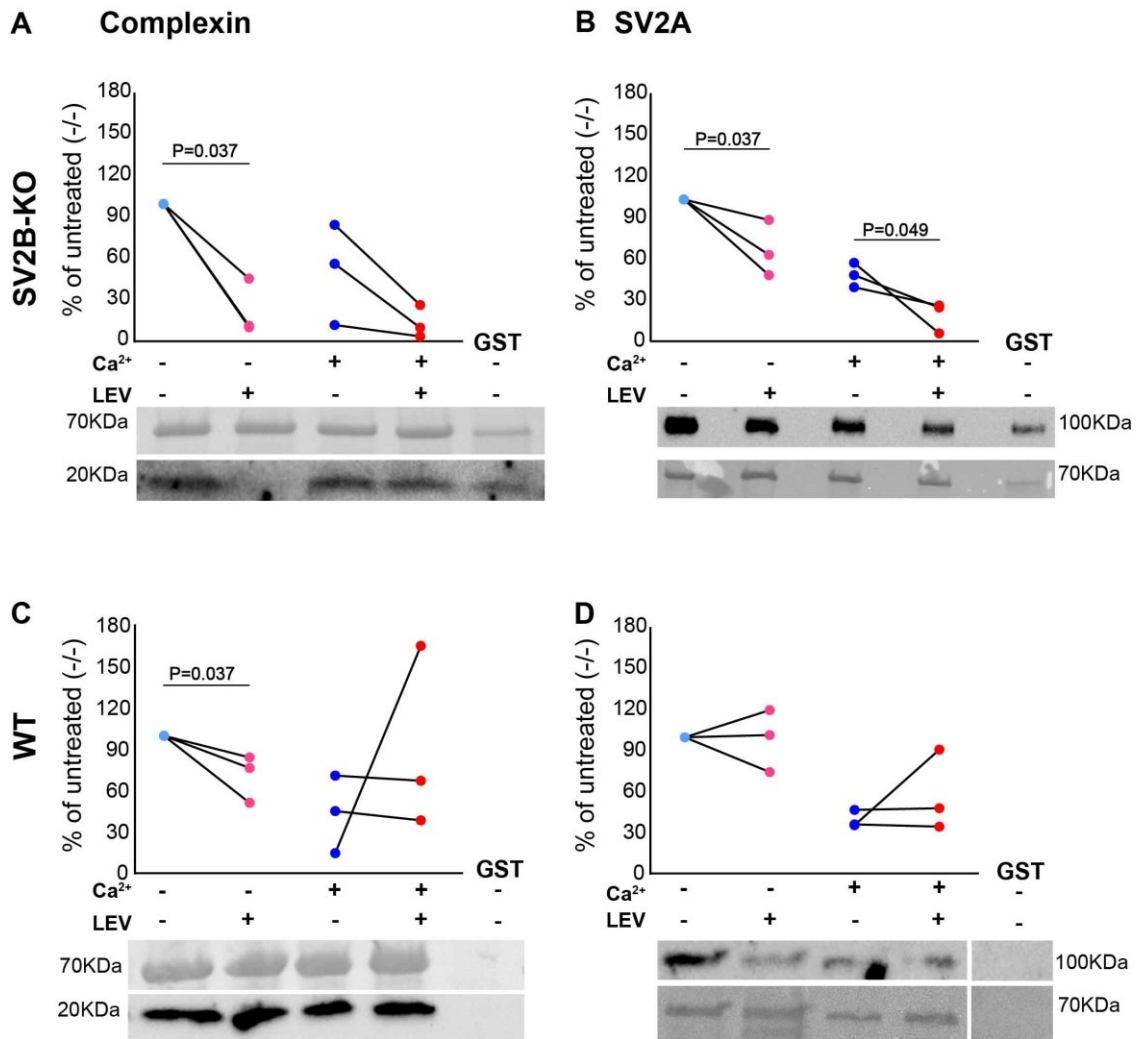 A Complexin
B SV2A
SV2B-KO
% of untreated (-/-)
180
150
120
90
60
30
0
P=0.037
GST
Ca²⁺ - - + + -
LEV - + - + -
70KDa
20KDa
% of untreated (-/-)
180
150
120
90
60
30
0
P=0.037
P=0.049
GST
Ca²⁺ - - + + -
LEV - + - + -
100KDa
70KDa
C
D
WT
% of untreated (-/-)
180
150
120
90
60
30
0
P=0.037
GST
Ca²⁺ - - + + -
LEV - + - + -
70KDa
20KDa
% of untreated (-/-)
180
150
120
90
60
30
0
GST
Ca²⁺ - - + + -
LEV - + - + -
100KDa
70KDa